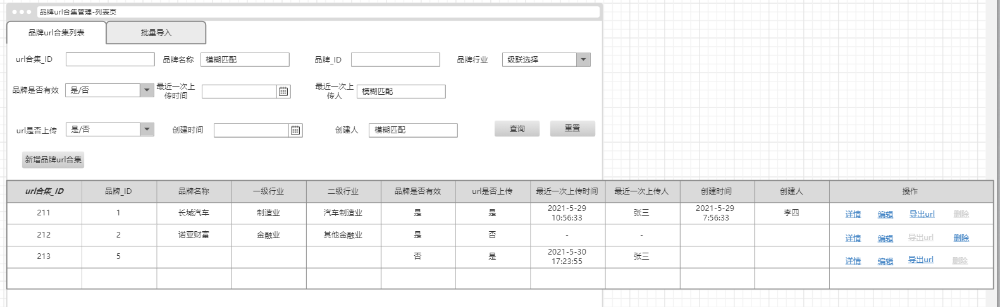 品牌url合集管理-列表页
品牌url合集列表 批量导入
url合集_ID 品牌名称 模糊匹配 品牌_ID 品牌行业 级联选择
品牌是否有效 是/否 最近一次上
传时间 最近一次上
传人 模糊匹配
url是否上传 是/否 创建时间 创建人 模糊匹配 查询 重置
新增品牌url合集
url合集_ID 品牌_ID 品牌名称 一级行业 二级行业 品牌是否有效 url是否上传 最近一次上传时间 最近一次上传人 创建时间 创建人 操作
211 1 长城汽车 制造业 汽车制造业 是 是 2021-5-29
10:56:33 张三 2021-5-29
7:56:33 李四 详情 编辑 导出url 删除
212 2 诺亚财富 金融业 其他金融业 是 否 - - 详情 编辑 导出url 删除
213 5 否 是 2021-5-30
17:23:55 张三 详情 编辑 导出url 删除